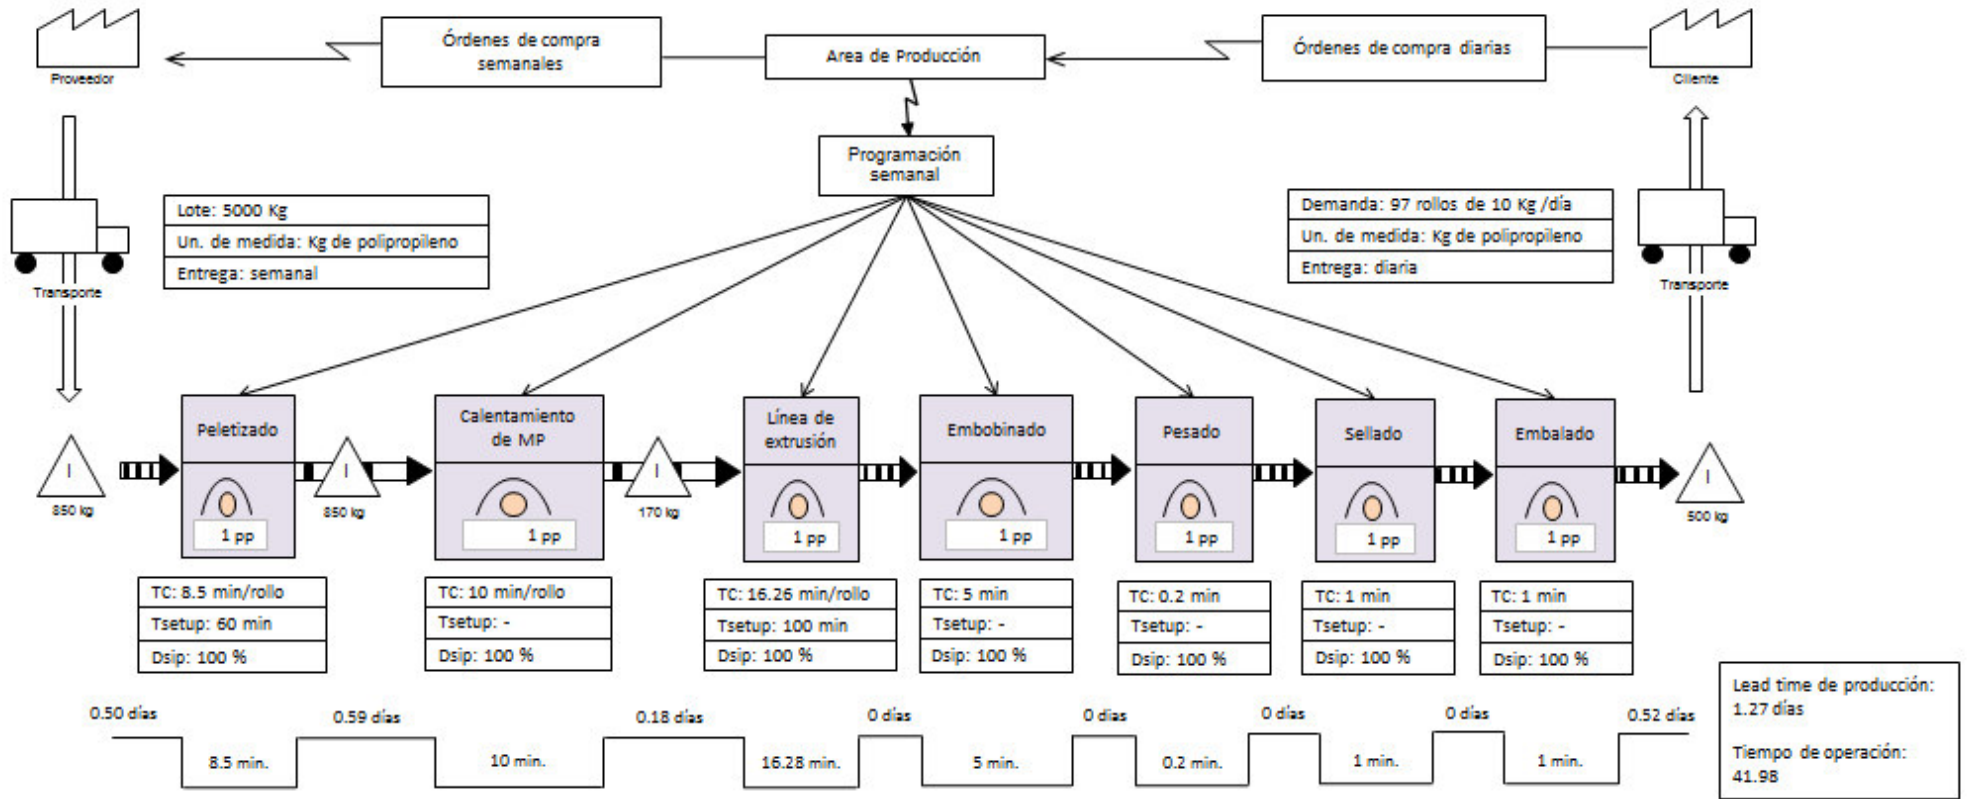 Órdenes de compra
semanales
Area de Producción
Órdenes de compra diarias
Proveedor
Cliente
Programación
semanal
Lote: 5000 Kg
Un. de medida: Kg de polipropileno
Entrega: semanal
Demanda: 97 rollos de 10 Kg /día
Un. de medida: Kg de polipropileno
Entrega: diaria
Transporte
Transporte
Peletizado
Calentamiento
de MP
Línea de
extrusión
Embobinado
Pesado
Sellado
Embalado
I
I
I
I
850 kg
850 kg
170 kg
500 kg
1 pp
1 pp
1 pp
1 pp
1 pp
1 pp
1 pp
TC: 8.5 min/rollo
Tsetup: 60 min
Dsip: 100 %
TC: 10 min/rollo
Tsetup: -
Dsip: 100 %
TC: 16.26 min/rollo
Tsetup: 100 min
Dsip: 100 %
TC: 5 min
Tsetup: -
Dsip: 100 %
TC: 0.2 min
Tsetup: -
Dsip: 100 %
TC: 1 min
Tsetup: -
Dsip: 100 %
TC: 1 min
Tsetup: -
Dsip: 100 %
0.50 días
0.59 días
0.18 días
0 días
0 días
0 días
0 días
0.52 días
8.5 min.
10 min.
16.28 min.
5 min.
0.2 min.
1 min.
1 min.
Lead time de producción:
1.27 días
Tiempo de operación:
41.98